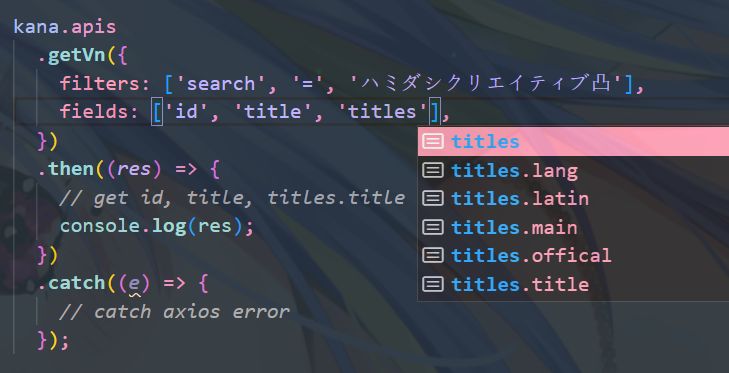 kana.apis
.getVn({
filters: ['search', '=', 'ハミダシクリエイティブ凸'],
fields: ['id', 'title', 'titles'],
})
titles
.then((res) => {
titles.lang
// get id, title, titles.title
titles.latin
console.log(res);
titles.main
})
titles.offical
.catch((e) => {
titles.title
// catch axios error
});